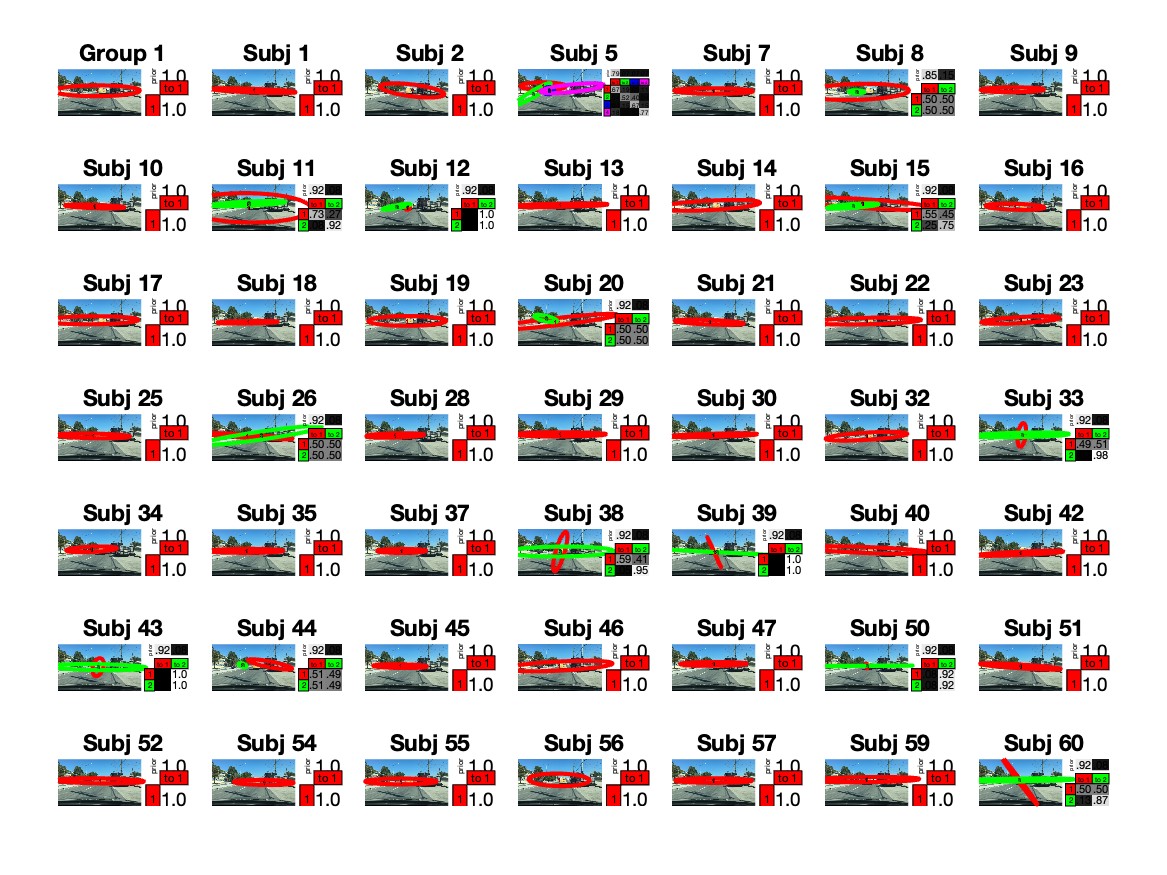 Group 1 Subj 1 Subj 2 Subj 5 Subj 7 Subj 8 Subj 9
prior 1.0 prior 1.0 prior 1.0 .79 prior 1.0 prior .85 .15 prior 1.0
to 1 to 1 to 1 to 1 to 1 to 2 to 1
1 1.0 1 1.0 1 1.0 .77 1 1.0 1 .50 .50 1 1.0
2 .50 .50
Subj 10 Subj 11 Subj 12 Subj 13 Subj 14 Subj 15 Subj 16
prior 1.0 prior .92 .08 prior .92 .08 prior 1.0 prior 1.0 prior .92 .08 prior 1.0
to 1 to 1 to 2 to 1 to 2 to 1 to 1 to 1 to 2 to 1
1 1.0 1 .73 .27 1 1.0 1 1.0 1 1.0 1 .55 .45 1 1.0
2 .92 2 1.0 2 .25 .75
Subj 17 Subj 18 Subj 19 Subj 20 Subj 21 Subj 22 Subj 23
prior 1.0 prior 1.0 prior 1.0 prior .92 .08 prior 1.0 prior 1.0 prior 1.0
to 1 to 1 to 1 to 1 to 2 to 1 to 1 to 1
1 1.0 1 1.0 1 1.0 1 .50 .50 1 1.0 1 1.0 1 1.0
2 .50 .50
Subj 25 Subj 26 Subj 28 Subj 29 Subj 30 Subj 32 Subj 33
prior 1.0 prior .92 .08 prior 1.0 prior 1.0 prior 1.0 prior 1.0 prior .92 .08
to 1 to 1 to 2 to 1 to 1 to 1 to 1 to 1 to 2
1 1.0 1 .50 .50 1 1.0 1 1.0 1 1.0 1 1.0 1 .49 .51
2 .50 .50 2 .98
Subj 34 Subj 35 Subj 37 Subj 38 Subj 39 Subj 40 Subj 42
prior 1.0 prior 1.0 prior 1.0 prior .92 .08 prior .92 .08 prior 1.0 prior 1.0
to 1 to 1 to 1 to 1 to 2 to 1 to 2 to 1 to 1
1 1.0 1 1.0 1 1.0 1 .59 .41 1 1.0 1 1.0 1 1.0
2 .95 2 1.0
Subj 43 Subj 44 Subj 45 Subj 46 Subj 47 Subj 50 Subj 51
prior .92 .08 prior .92 .08 prior 1.0 prior 1.0 prior 1.0 prior .92 .08 prior 1.0
to 1 to 2 to 1 to 2 to 1 to 1 to 1 to 1 to 2 to 1
1 1.0 1 .51 .49 1 1.0 1 1.0 1 1.0 1 .08 .92 1 1.0
2 1.0 2 .51 .49 2 .08 .92
Subj 52 Subj 54 Subj 55 Subj 56 Subj 57 Subj 59 Subj 60
prior 1.0 prior 1.0 prior 1.0 prior 1.0 prior 1.0 prior 1.0 prior .92 .08
to 1 to 1 to 1 to 1 to 1 to 1 to 1 to 2
1 1.0 1 1.0 1 1.0 1 1.0 1 1.0 1 1.0 1 .50 .50
2 .13 .87